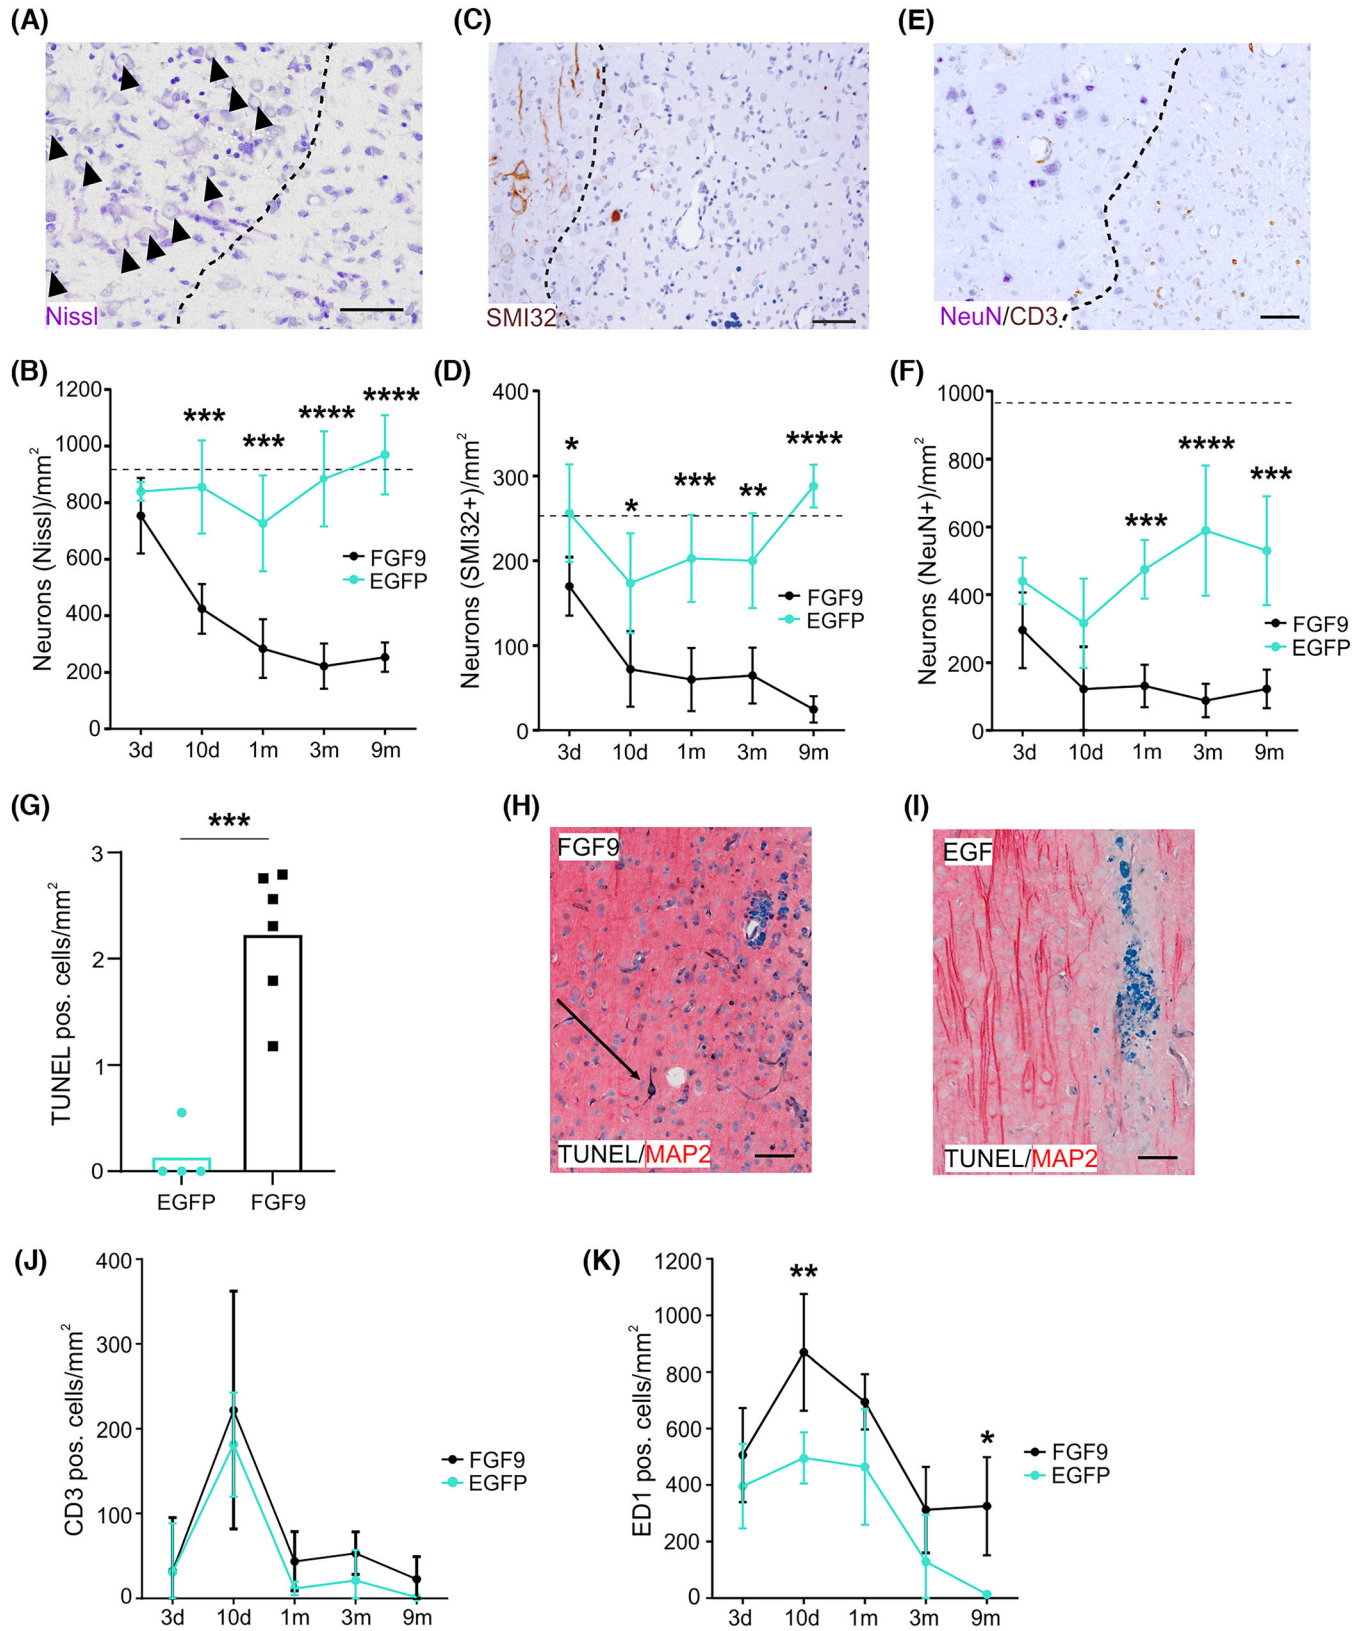 (A)
Nissl
(C)
SMI32
(E)
NeuN/CD3
(B)
Neurons (Nissl)/mm²
1200
1000
800
600
400
200
0
*** *** **** ****
FGF9
EGFP
3d 10d 1m 3m 9m
(D)
Neurons (SMI32+)/mm²
400
300
200
100
0
* * *** ** ****
FGF9
EGFP
3d 10d 1m 3m 9m
(F)
Neurons (NeuN+)/mm²
1000
800
600
400
200
0
*** **** ***
FGF9
EGFP
3d 10d 1m 3m 9m
(G)
TUNEL pos. cells/mm²
3
2
1
0
***
EGFP FGF9
(H)
FGF9
TUNEL/MAP2
(I)
EGF
TUNEL/MAP2
(J)
CD3 pos. cells/mm²
400
300
200
100
0
FGF9
EGFP
3d 10d 1m 3m 9m
(K)
ED1 pos. cells/mm²
1200
1000
800
600
400
200
0
** *
FGF9
EGFP
3d 10d 1m 3m 9m